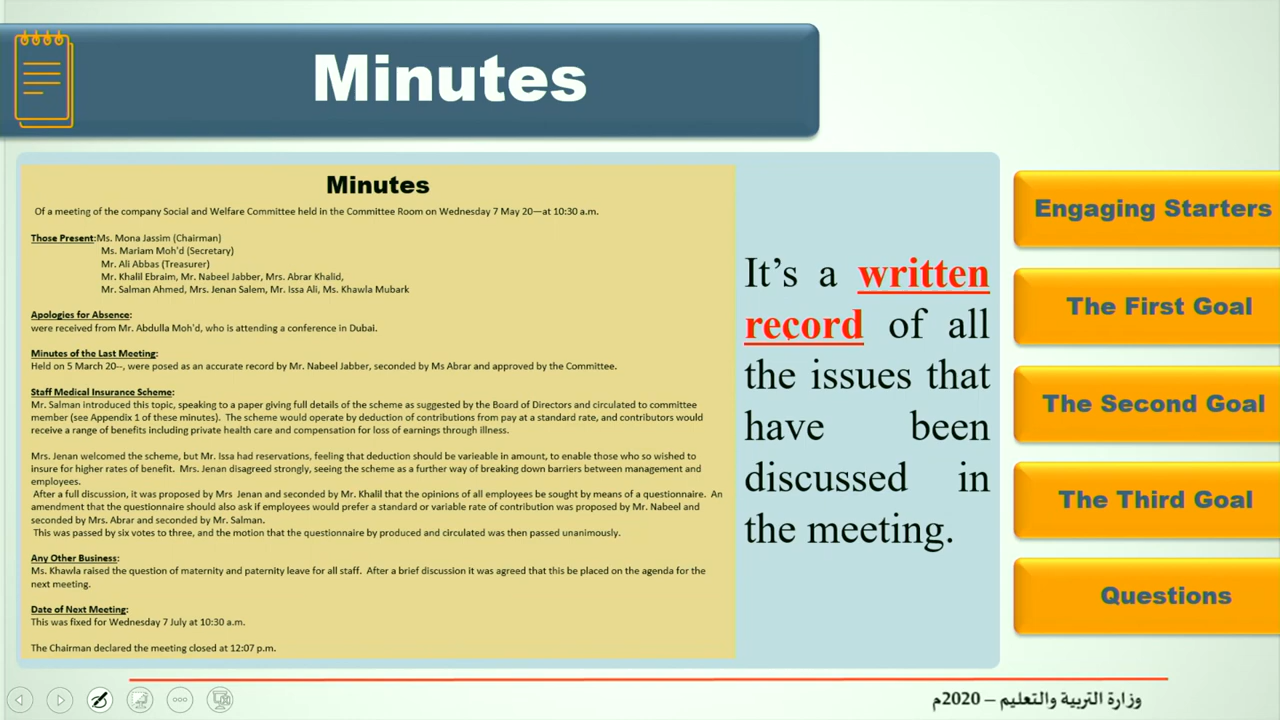 Minutes
Minutes
Of a meeting of the company Social and Welfare Committee held in the Committee Room on Wednesday 7 May 20—at 10:30 a.m.
Those Present:Ms. Mona Jassim (Chairman)
Ms. Mariam Moh'd (Secretary)
Mr. Ali Abbas (Treasurer)
Mr. Khalil Ebraim, Mr. Nabeel Jabber, Mrs. Abrar Khalid,
Mr. Salman Ahmed, Mrs. Jenan Salem, Mr. Issa Ali, Ms. Khawla Mubark
Apologies for Absence:
were received from Mr. Abdulla Moh'd, who is attending a conference in Dubai.
Minutes of the Last Meeting:
Held on 5 March 20--, were posed as an accurate record by Mr. Nabeel Jabber, seconded by Ms Abrar and approved by the Committee.
Staff Medical Insurance Scheme:
Mr. Salman introduced this topic, speaking to a paper giving full details of the scheme as suggested by the Board of Directors and circulated to committee
member (see Appendix 1 of these minutes). The scheme would operate by deduction of contributions from pay at a standard rate, and contributors would
receive a range of benefits including private health care and compensation for loss of earnings through illness.
Mrs. Jenan welcomed the scheme, but Mr. Issa had reservations, feeling that deduction should be varieable in amount, to enable those who so wished to
insure for higher rates of benefit. Mrs. Jenan disagreed strongly, seeing the scheme as a further way of breaking down barriers between management and
employees.
After a full discussion, it was proposed by Mrs Jenan and seconded by Mr. Khalil that the opinions of all employees be sought by means of a questionnaire. An
amendment that the questionnaire should also ask if employees would prefer a standard or variable rate of contribution was proposed by Mr. Nabeel and
seconded by Mrs. Abrar and seconded by Mr. Salman.
This was passed by six votes to three, and the motion that the questionnaire by produced and circulated was then passed unanimously.
Any Other Business:
Ms. Khawla raised the question of maternity and paternity leave for all staff. After a brief discussion it was agreed that this be placed on the agenda for the
next meeting.
Date of Next Meeting:
This was fixed for Wednesday 7 July at 10:30 a.m.
The Chairman declared the meeting closed at 12:07 p.m.
It's a written
record of all
the issues that
have been
discussed in
the meeting.
Engaging Starters
The First Goal
The Second Goal
The Third Goal
Questions
وزارة التربية والتعليم – 2020م